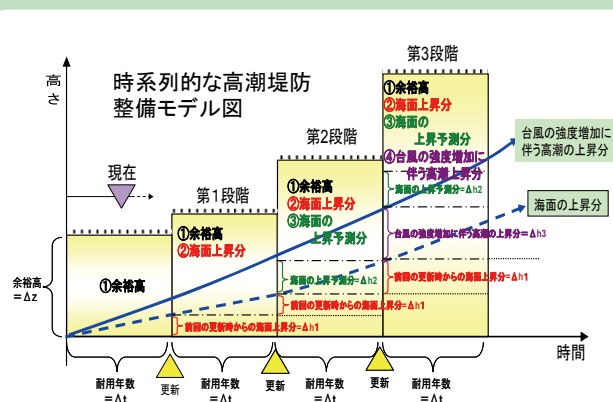 時系列的な高潮堤防
整備モデル図
高さ
現在
余裕高
=Δz
①余裕高
第1段階
①余裕高
②海面上昇分
前回の更新時からの海面上昇分=Δh1
第2段階
①余裕高
②海面上昇分
③海面の
上昇予測分
海面の上昇予測分=Δh2
前回の更新時からの海面上昇分=Δh1
第3段階
①余裕高
②海面上昇分
③海面の
上昇予測分
④台風の強度増加に
伴う高潮上昇分
海面の上昇予測分=Δh2
台風の強度増加に伴う高潮の上昇分=Δh3
前回の更新時からの海面上昇分=Δh1
台風の強度増加に
伴う高潮の上昇分
海面の上昇分
時間
耐用年数
=Δt
更新
耐用年数
=Δt
更新
耐用年数
=Δt
更新
耐用年数
=Δt